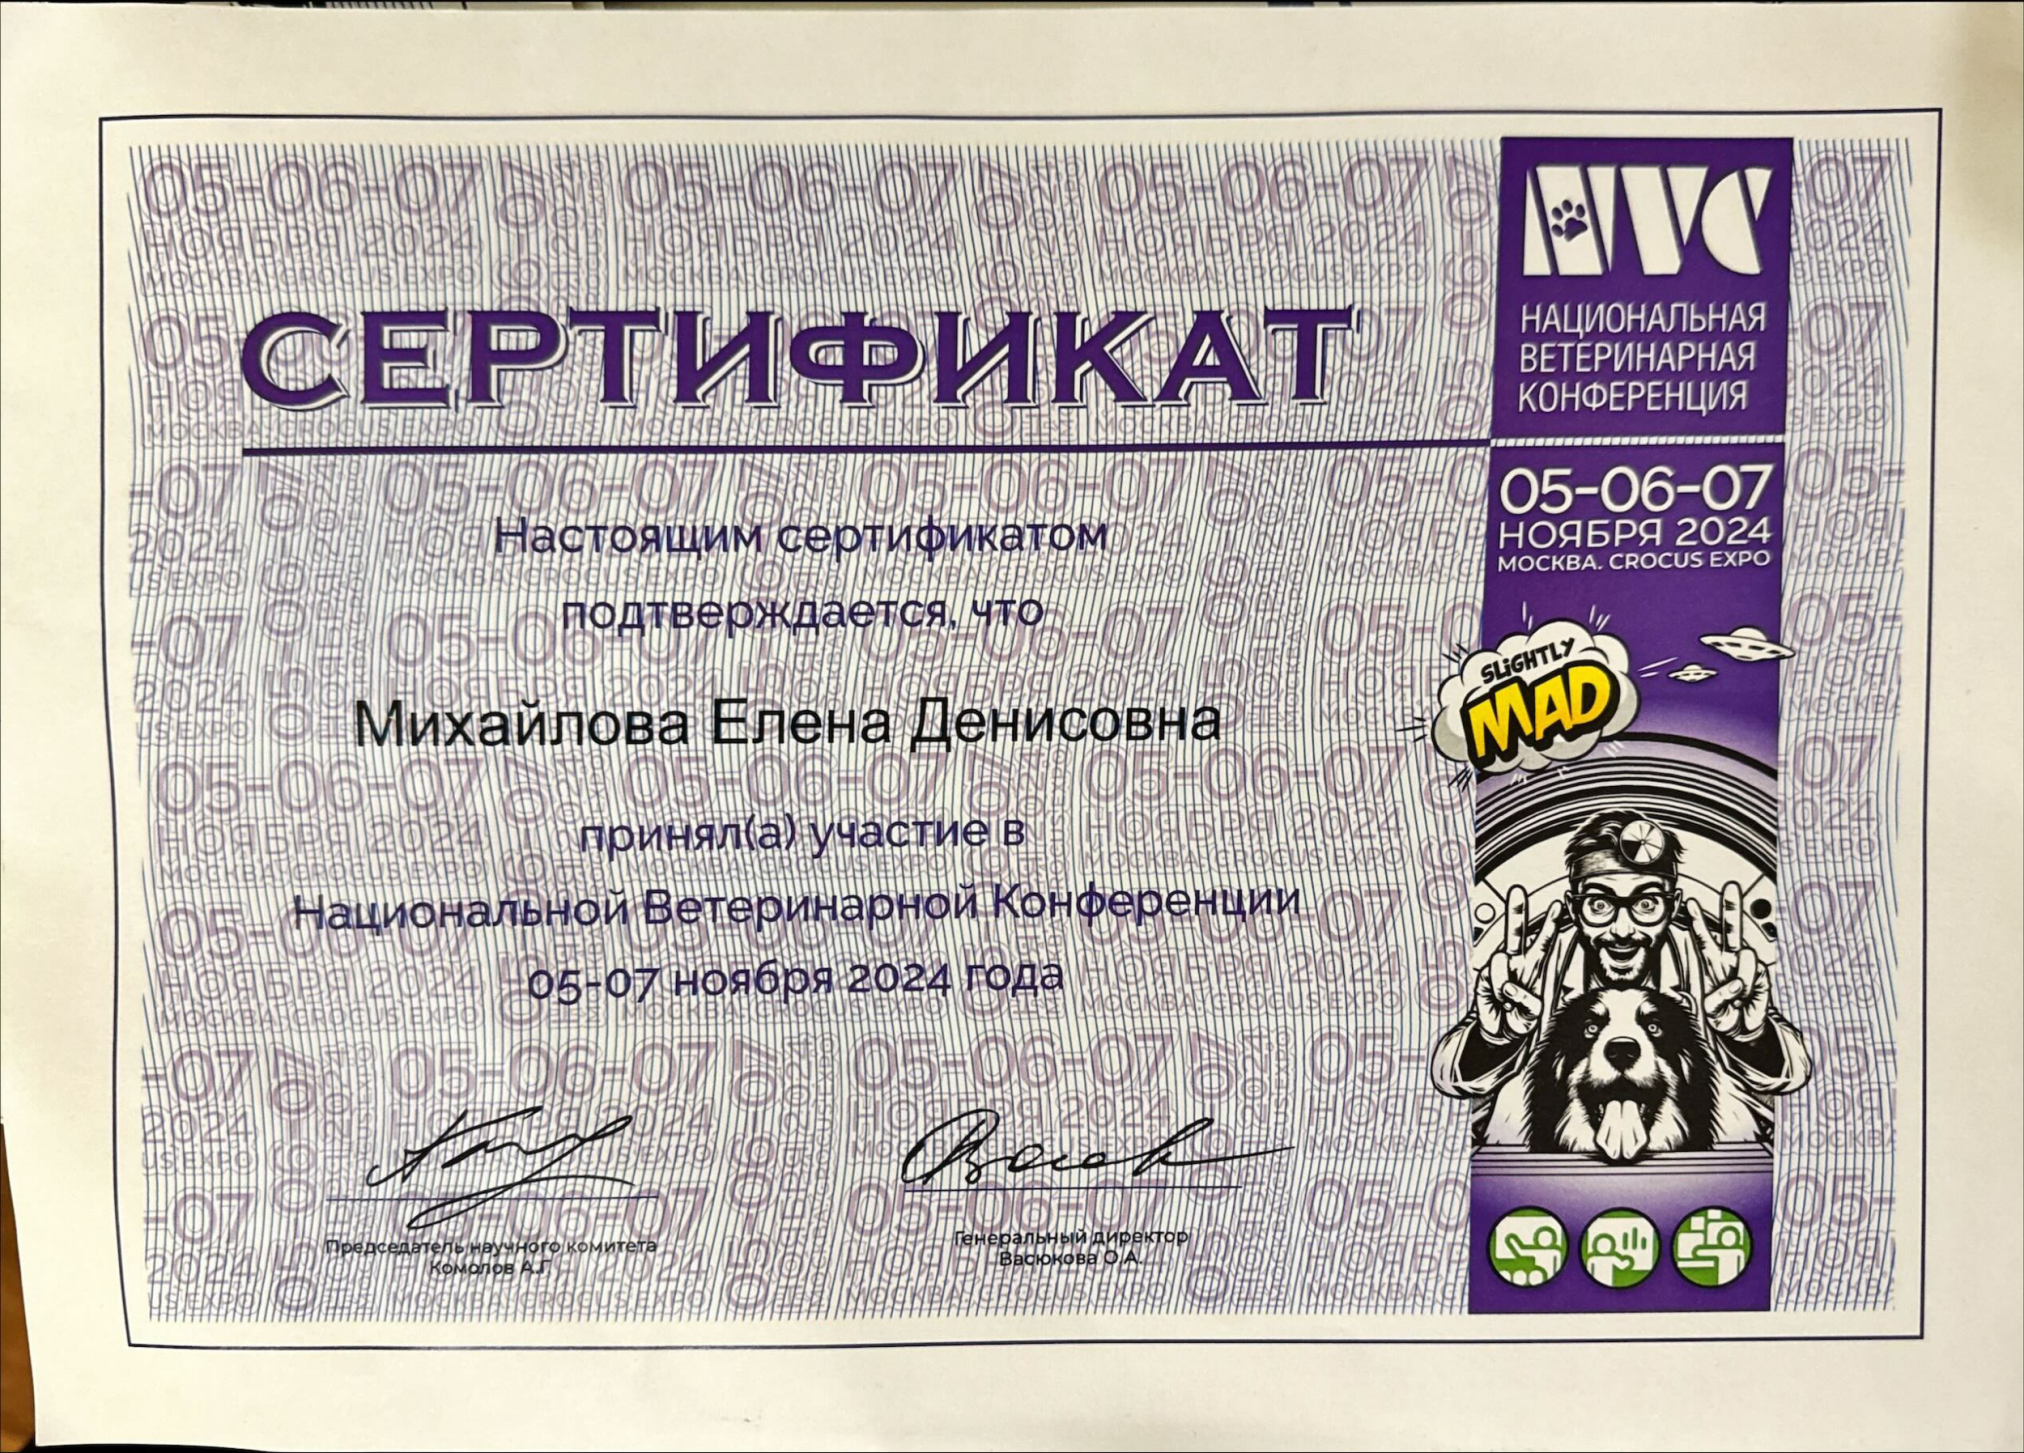 СЕРТИФИКАТ
Настоящим сертификатом
подтверждается, что
Михайлова Елена Денисовна
принял(а) участие в
Национальной Ветеринарной Конференции
05-07 ноября 2024 года
Председатель научного комитета
Комолов А.Г.
Генеральный директор
Васюкова О.А.
NVC
НАЦИОНАЛЬНАЯ
ВЕТЕРИНАРНАЯ
КОНФЕРЕНЦИЯ
05-06-07
НОЯБРЯ 2024
МОСКВА. CROCUS EXPO
SLIGHTLY
MAD